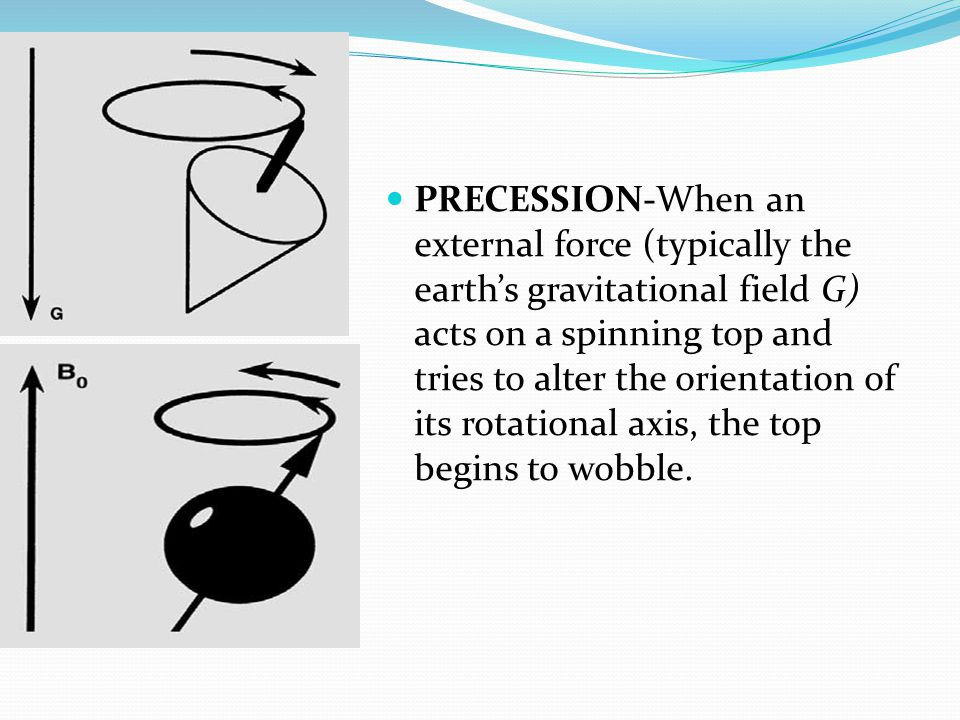 G
B0
PRECESSION-When an
external force (typically the
earth’s gravitational field G)
acts on a spinning top and
tries to alter the orientation of
its rotational axis, the top
begins to wobble.